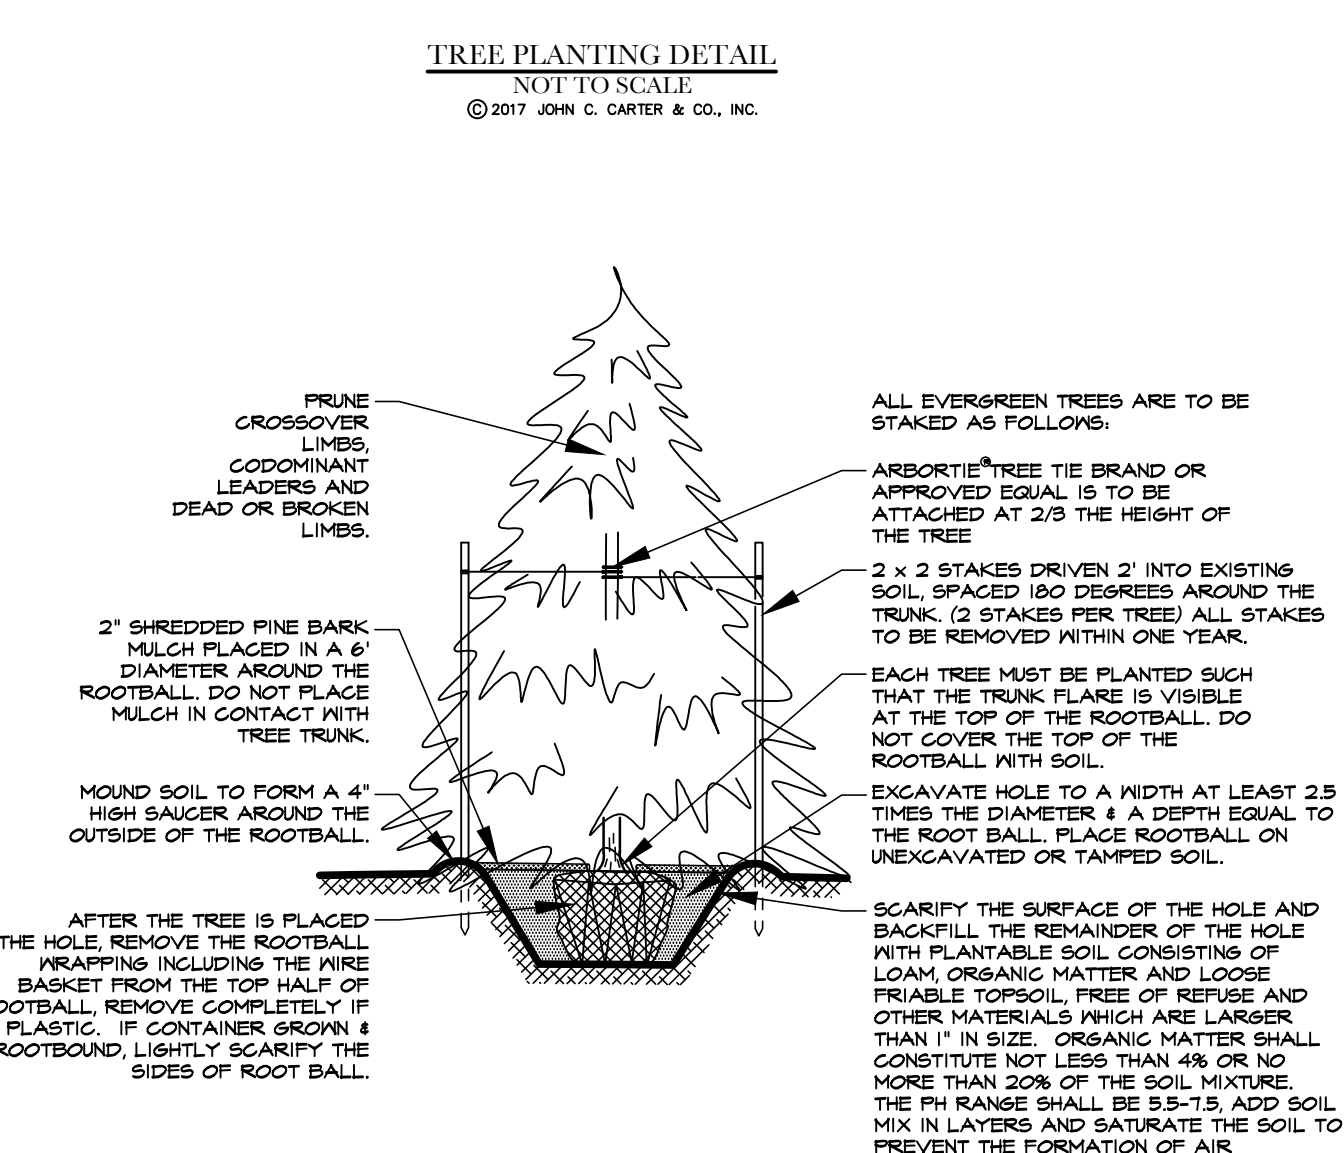 TREE PLANTING DETAIL
NOT TO SCALE
© 2017 JOHN C. CARTER & CO., INC.
PRUNE
CROSSOVER
LIMBS,
CODOMINANT
LEADERS AND
DEAD OR BROKEN
LIMBS.
2" SHREDDED PINE BARK
MULCH PLACED IN A 6'
DIAMETER AROUND THE
ROOTBALL. DO NOT PLACE
MULCH IN CONTACT WITH
TREE TRUNK.
MOUND SOIL TO FORM A 4"
HIGH SAUCER AROUND THE
OUTSIDE OF THE ROOTBALL.
AFTER THE TREE IS PLACED
THE HOLE, REMOVE THE ROOTBALL
WRAPPING INCLUDING THE WIRE
BASKET FROM THE TOP HALF OF
OOTBALL, REMOVE COMPLETELY IF
PLASTIC. IF CONTAINER GROWN &
ROOTBOUND, LIGHTLY SCARIFY THE
SIDES OF ROOT BALL.
ALL EVERGREEN TREES ARE TO BE
STAKED AS FOLLOWS:
ARBORTIE® TREE TIE BRAND OR
APPROVED EQUAL IS TO BE
ATTACHED AT 2/3 THE HEIGHT OF
THE TREE
2 x 2 STAKES DRIVEN 2' INTO EXISTING
SOIL, SPACED 180 DEGREES AROUND THE
TRUNK. (2 STAKES PER TREE) ALL STAKES
TO BE REMOVED WITHIN ONE YEAR.
EACH TREE MUST BE PLANTED SUCH
THAT THE TRUNK FLARE IS VISIBLE
AT THE TOP OF THE ROOTBALL. DO
NOT COVER THE TOP OF THE
ROOTBALL WITH SOIL.
EXCAVATE HOLE TO A WIDTH AT LEAST 2.5
TIMES THE DIAMETER & A DEPTH EQUAL TO
THE ROOT BALL. PLACE ROOTBALL ON
UNEXCAVATED OR TAMPED SOIL.
SCARIFY THE SURFACE OF THE HOLE AND
BACKFILL THE REMAINDER OF THE HOLE
WITH PLANTABLE SOIL CONSISTING OF
LOAM, ORGANIC MATTER AND LOOSE
FRIABLE TOPSOIL, FREE OF REFUSE AND
OTHER MATERIALS WHICH ARE LARGER
THAN 1" IN SIZE. ORGANIC MATTER SHALL
CONSTITUTE NOT LESS THAN 4% OR NO
MORE THAN 20% OF THE SOIL MIXTURE.
THE PH RANGE SHALL BE 5.5-7.5, ADD SOIL
MIX IN LAYERS AND SATURATE THE SOIL TO
PREVENT THE FORMATION OF AIR